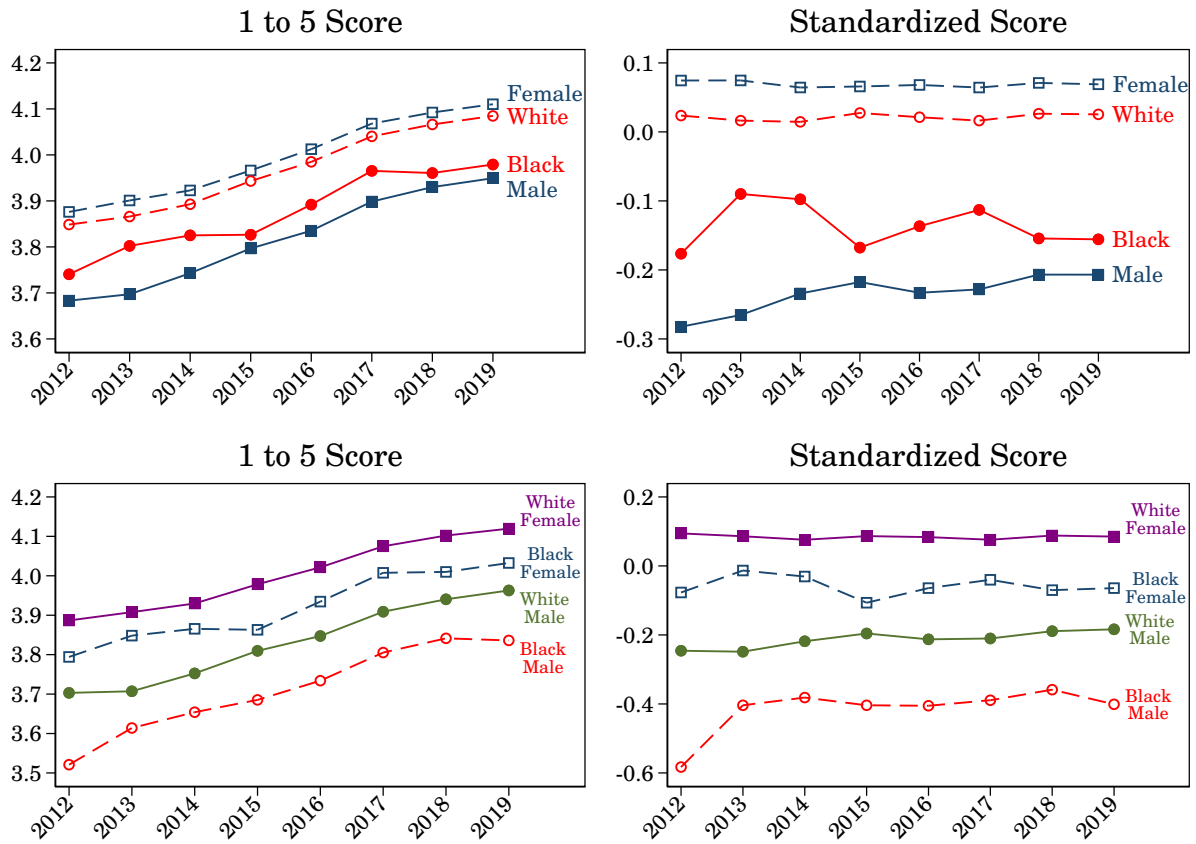 1 to 5 Score
4.2
4.1
4.0
3.9
3.8
3.7
3.6
Female
White
Black
Male
2012
2013
2014
2015
2016
2017
2018
2019
Standardized Score
0.1
0.0
-0.1
-0.2
-0.3
Female
White
Black
Male
2012
2013
2014
2015
2016
2017
2018
2019
1 to 5 Score
4.2
4.1
4.0
3.9
3.8
3.7
3.6
3.5
White
Female
Black
Female
White
Male
Black
Male
2012
2013
2014
2015
2016
2017
2018
2019
Standardized Score
0.2
0.0
-0.2
-0.4
-0.6
White
Female
Black
Female
White
Male
Black
Male
2012
2013
2014
2015
2016
2017
2018
2019